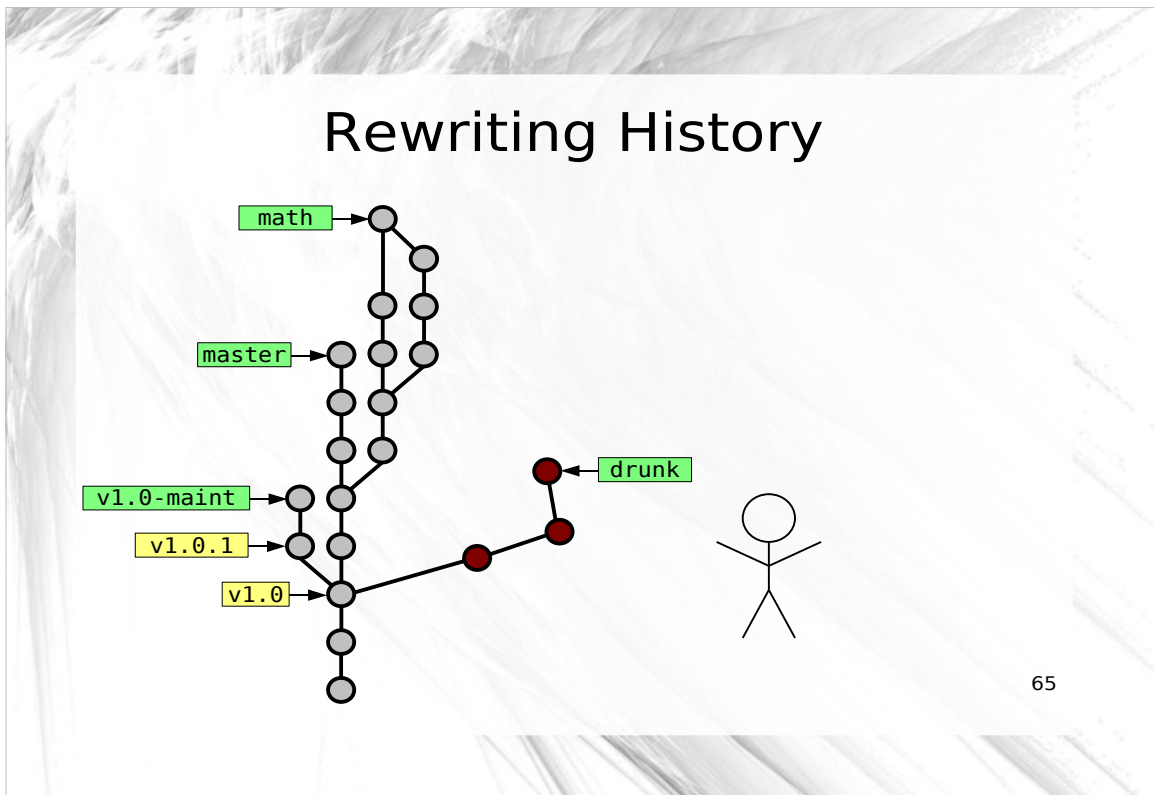 Rewriting History
math
master
drunk
v1.0-maint
v1.0.1
v1.0
65